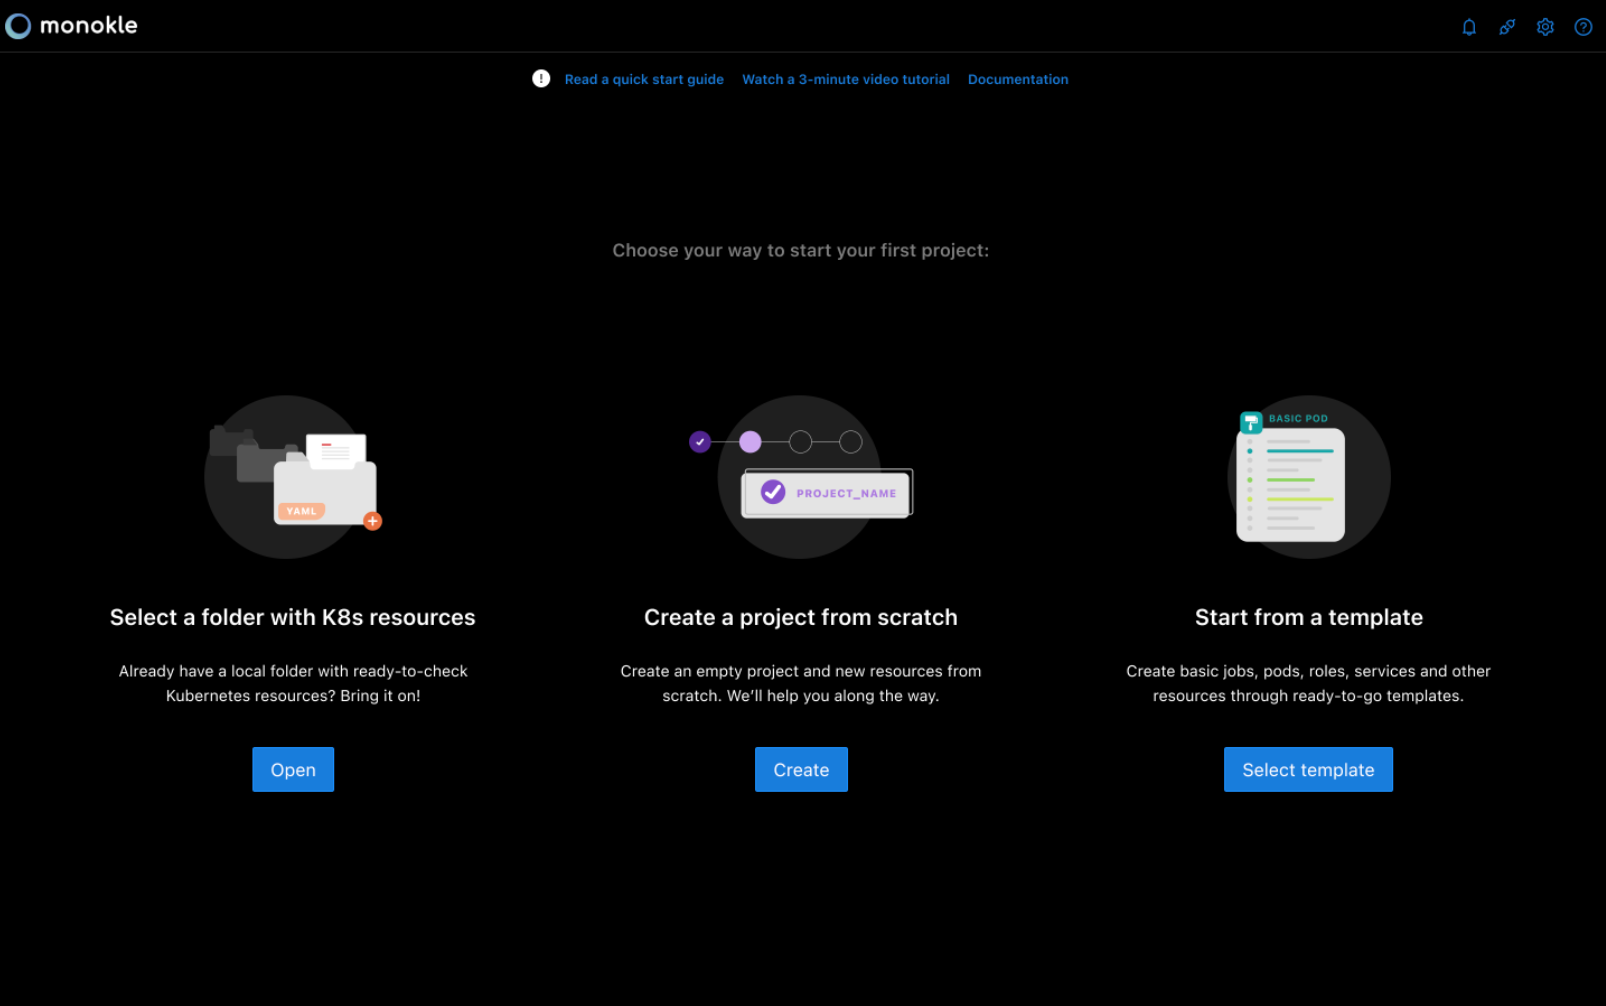 monokle
Read a quick start guide Watch a 3-minute video tutorial Documentation
Choose your way to start your first project:
YAML
PROJECT_NAME
BASIC POD
Select a folder with K8s resources
Already have a local folder with ready-to-check
Kubernetes resources? Bring it on!
Open
Create a project from scratch
Create an empty project and new resources from
scratch. We’ll help you along the way.
Create
Start from a template
Create basic jobs, pods, roles, services and other
resources through ready-to-go templates.
Select template